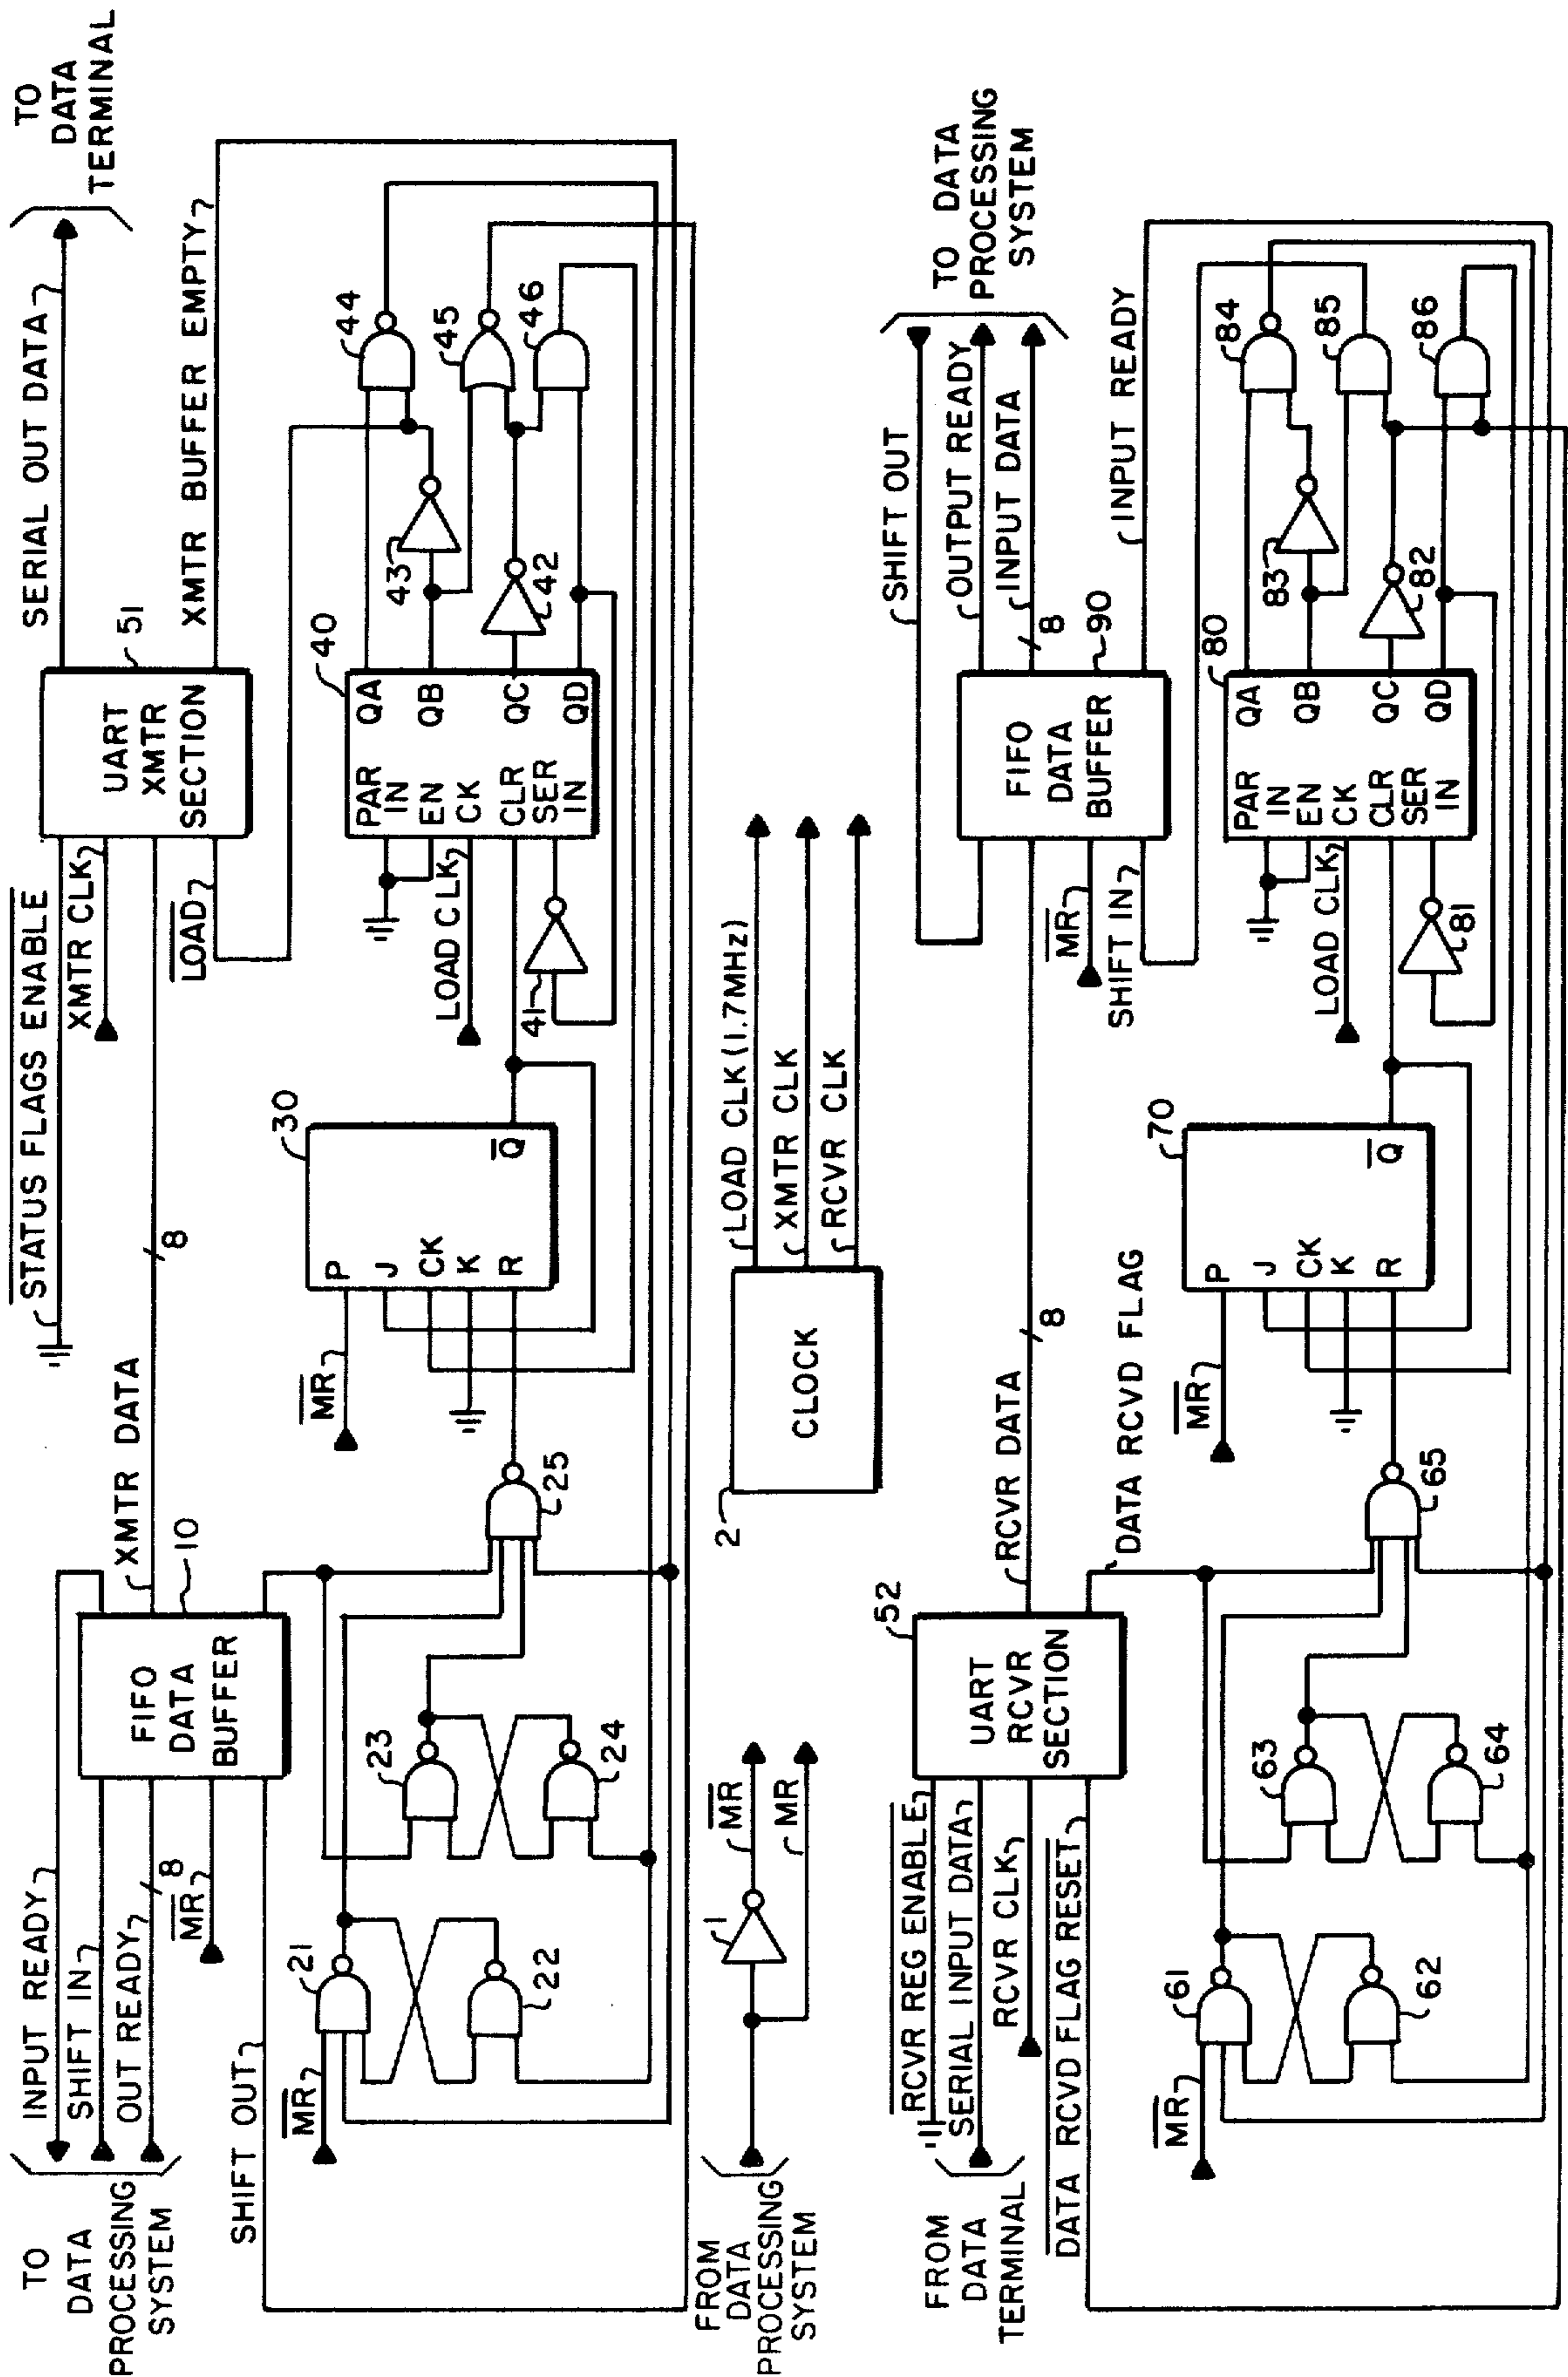 TO
DATA
PROCESSING
SYSTEM
INPUT READY
SHIFT IN
OUT READY
8
MR
SHIFT OUT
FIFO
DATA
BUFFER
10
XMTR DATA
8
STATUS FLAGS ENABLE
XMTR CLK
LOAD
UART
XMTR
SECTION
51
SERIAL OUT DATA
XMTR BUFFER EMPTY
TO
DATA
TERMINAL
MR
21
22
23
24
25
MR
30
P
J
CK
K
R
Q
LOAD CLK
41
40
PAR
IN
EN
CK
CLR
SER
IN
QA
QB
QC
QD
43
42
44
45
46
FROM
DATA
PROCESSING
SYSTEM
1
MR
MR
2
CLOCK
LOAD CLK (1.7MHz)
XMTR CLK
RCVR CLK
FROM
DATA
TERMINAL
RCVR REG ENABLE
SERIAL INPUT DATA
RCVR CLK
DATA RCVD FLAG RESET
UART
RCVR
SECTION
52
RCVR DATA
8
DATA RCVD FLAG
MR
SHIFT IN
FIFO
DATA
BUFFER
90
SHIFT OUT
OUTPUT READY
INPUT DATA
8
INPUT READY
TO DATA
PROCESSING
SYSTEM
MR
61
62
63
64
65
MR
70
P
J
CK
K
R
Q
LOAD CLK
81
80
PAR
IN
EN
CK
CLR
SER
IN
QA
QB
QC
QD
83
82
84
85
86